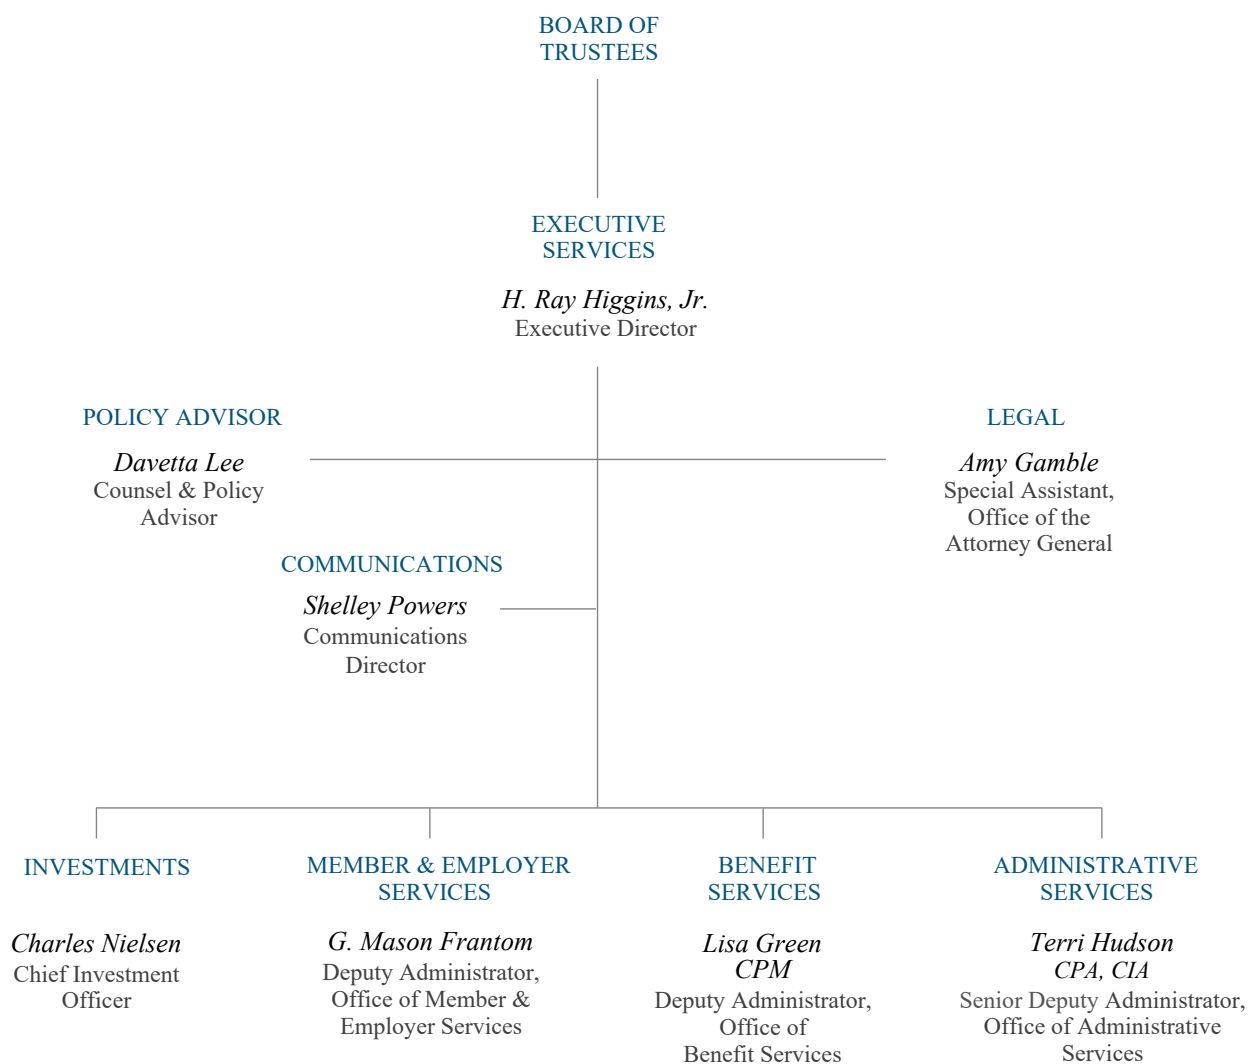 BOARD OF
TRUSTEES
EXECUTIVE
SERVICES
H. Ray Higgins, Jr.
Executive Director
POLICY ADVISOR
Davetta Lee
Counsel & Policy
Advisor
LEGAL
Amy Gamble
Special Assistant,
Office of the
Attorney General
COMMUNICATIONS
Shelley Powers
Communications
Director
INVESTMENTS
Charles Nielsen
Chief Investment
Officer
MEMBER & EMPLOYER
SERVICES
G. Mason Frantom
Deputy Administrator,
Office of Member &
Employer Services
BENEFIT
SERVICES
Lisa Green
CPM
Deputy Administrator,
Office of
Benefit Services
ADMINISTRATIVE
SERVICES
Terri Hudson
CPA, CIA
Senior Deputy Administrator,
Office of Administrative
Services